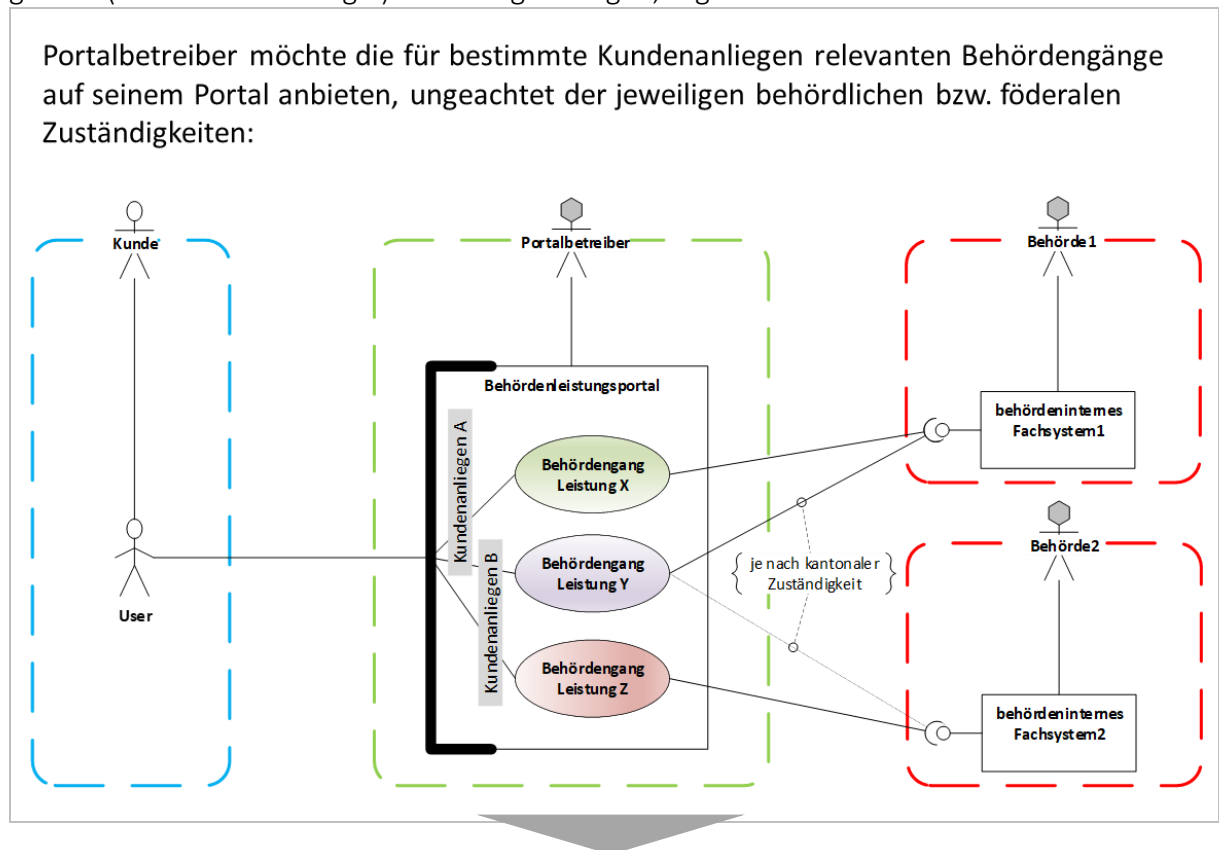 Portalbetreiber möchte die für bestimmte Kundenanliegen relevanten Behördengänge
auf seinem Portal anbieten, ungeachtet der jeweiligen behördlichen bzw. föderalen
Zuständigkeiten:
Kunde
Portalbetreiber
Behörde1
Behördenleistungsportal
Kundenanliegen A
Behördengang
Leistung X
behördeninternes
Fachsystem1
Kundenanliegen B
Behördengang
Leistung Y
je nach kantonaler
Zuständigkeit
Behörde2
User
Behördengang
Leistung Z
behördeninternes
Fachsystem2